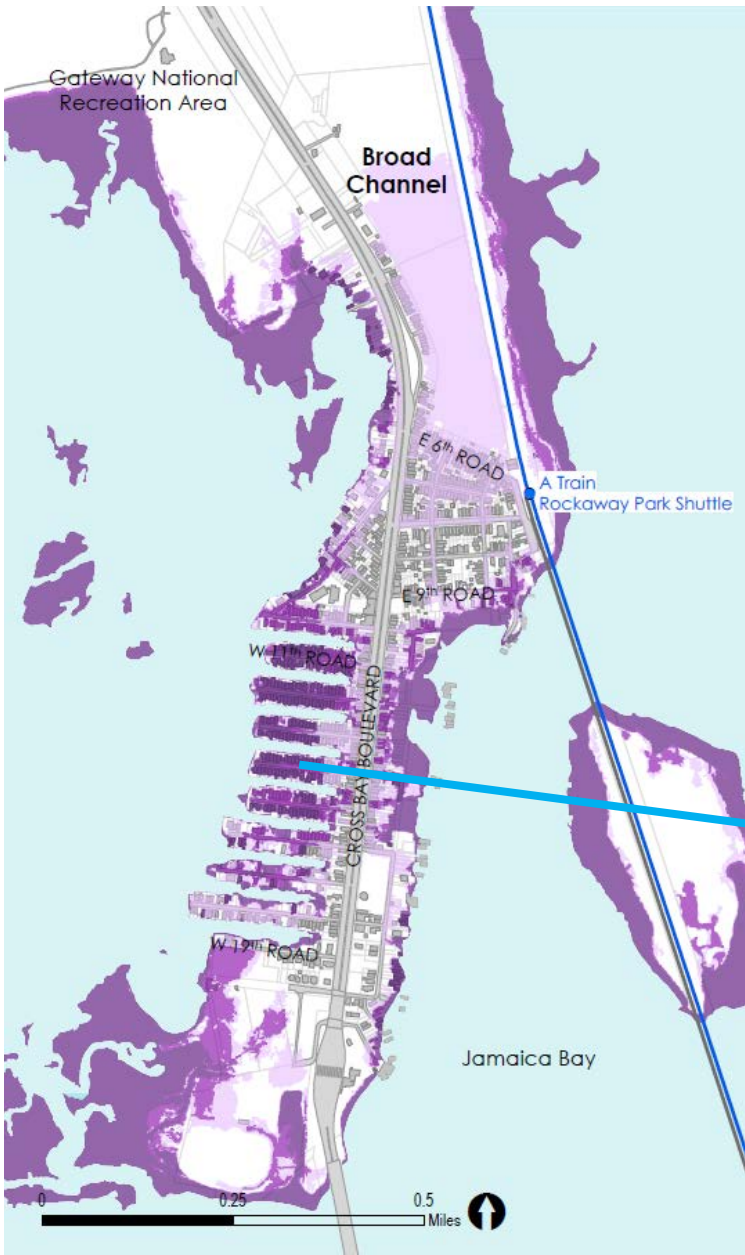 Gateway National
Recreation Area
Broad
Channel
E 6th ROAD
A Train
Rockaway Park Shuttle
E 9th ROAD
W 11th ROAD
CROSS BAY BOULEVARD
W 19th ROAD
Jamaica Bay
0 0.25 0.5
Miles